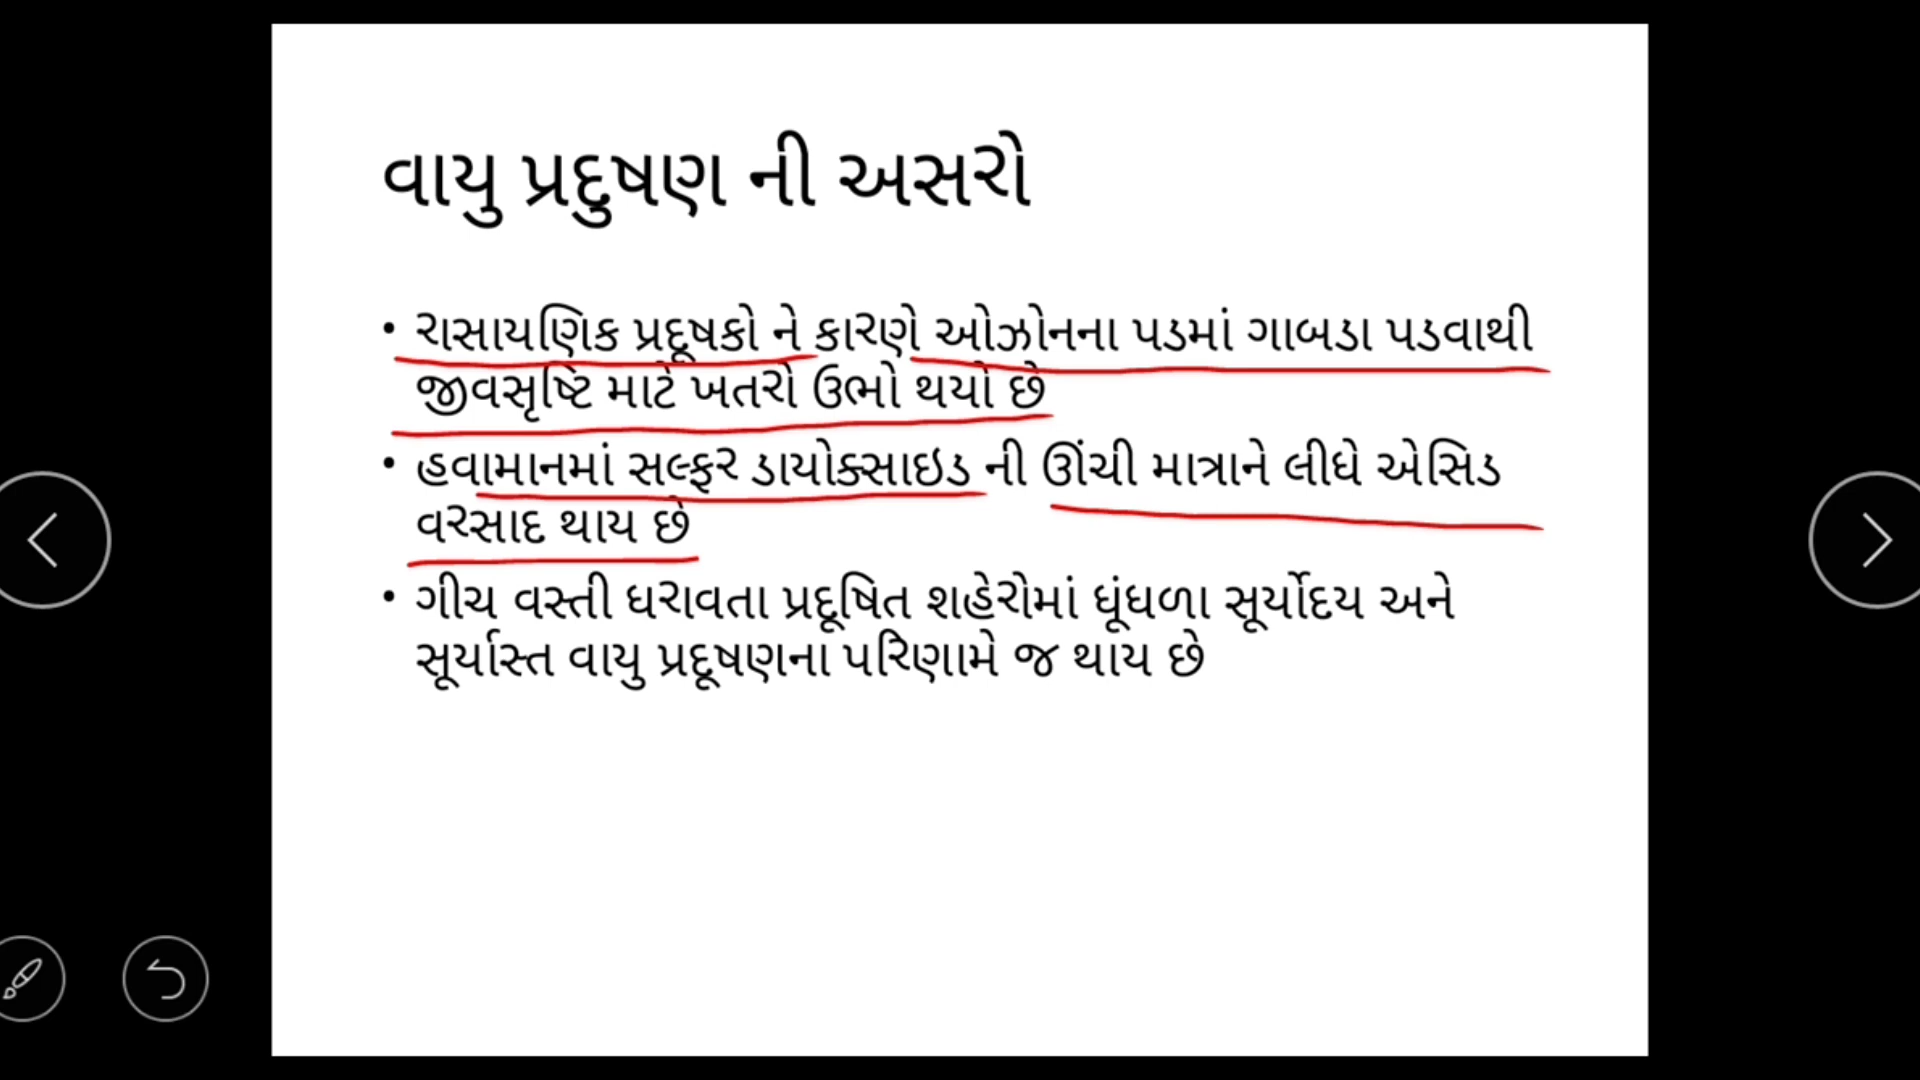 વાયુ પ્રદુષણ ની અસરો
• રાસાયણિક પ્રદૂષકો ને કારણે ઓઝોનના પડમાં ગાબડા પડવાથી
જીવસૃષ્ટિ માટે ખતરો ઉભો થયો છે
• હવામાનમાં સલ્ફર ડાયોક્સાઇડ ની ઊંચી માત્રાને લીધે એસિડ
વરસાદ થાય છે
• ગીચ વસ્તી ધરાવતા પ્રદૂષિત શહેરોમાં ધૂંધળા સૂર્યોદય અને
સૂર્યાસ્ત વાયુ પ્રદૂષણના પરિણામે જ થાય છે